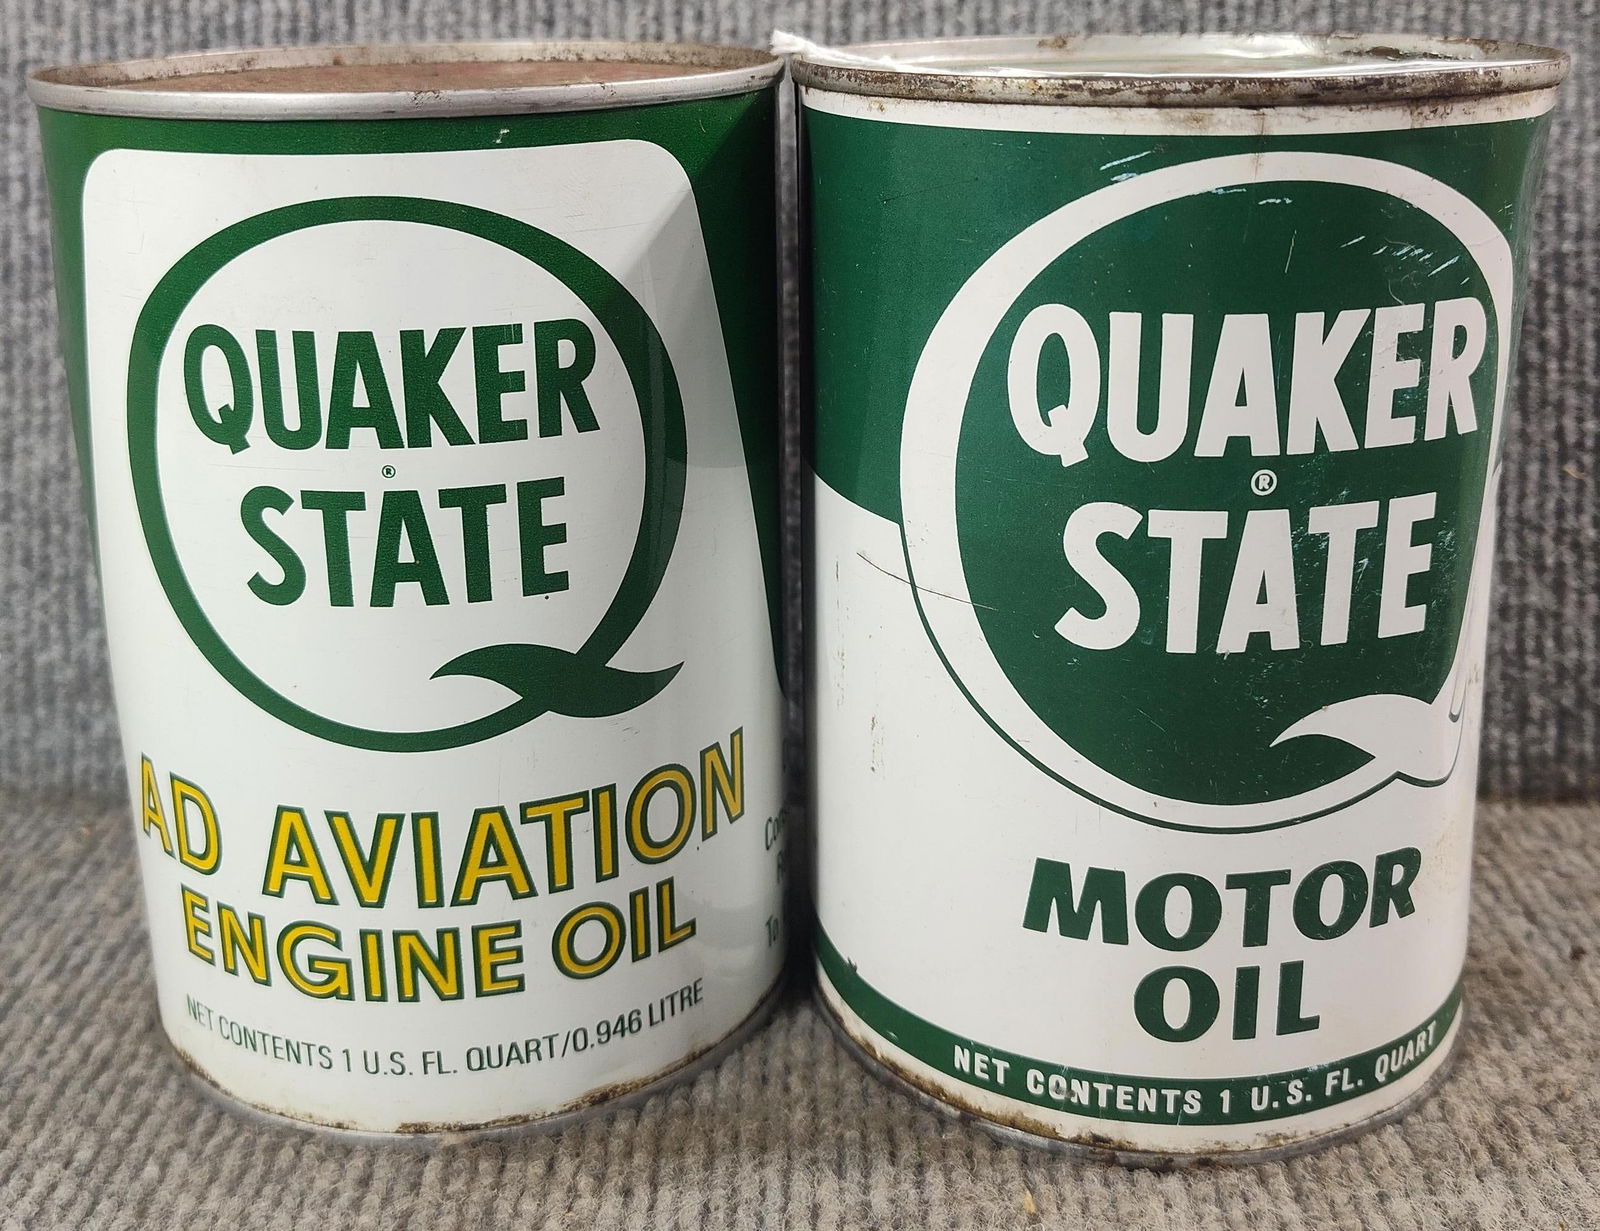 QUAKER
®
STATE
AD AVIATION
ENGINE OIL
NET CONTENTS 1 U.S. FL. QUART/0.946 LITRE
To
QUAKER
®
STATE
MOTOR
OIL
NET CONTENTS 1 U.S. FL. QUART